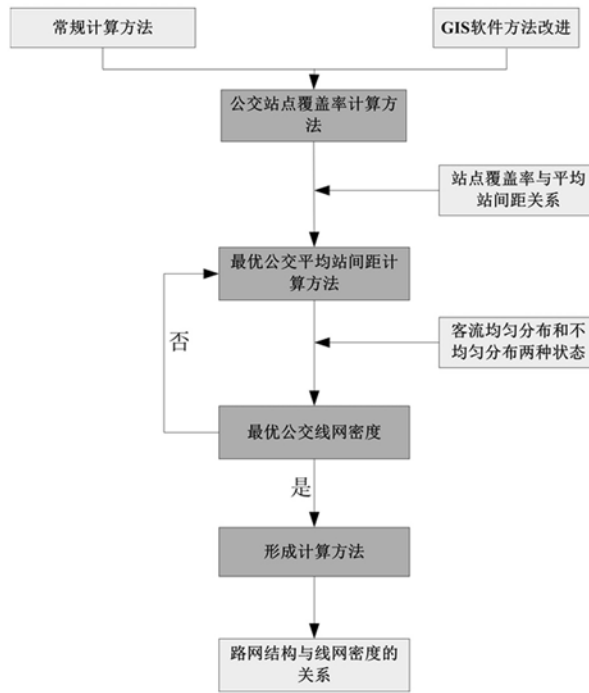 常规计算方法
GIS软件方法改进
公交站点覆盖率计算方
法
站点覆盖率与平均
站间距关系
最优公交平均站间距计
算方法
否
客流均匀分布和不
均匀分布两种状态
最优公交线网密度
是
形成计算方法
路网结构与线网密度的
关系